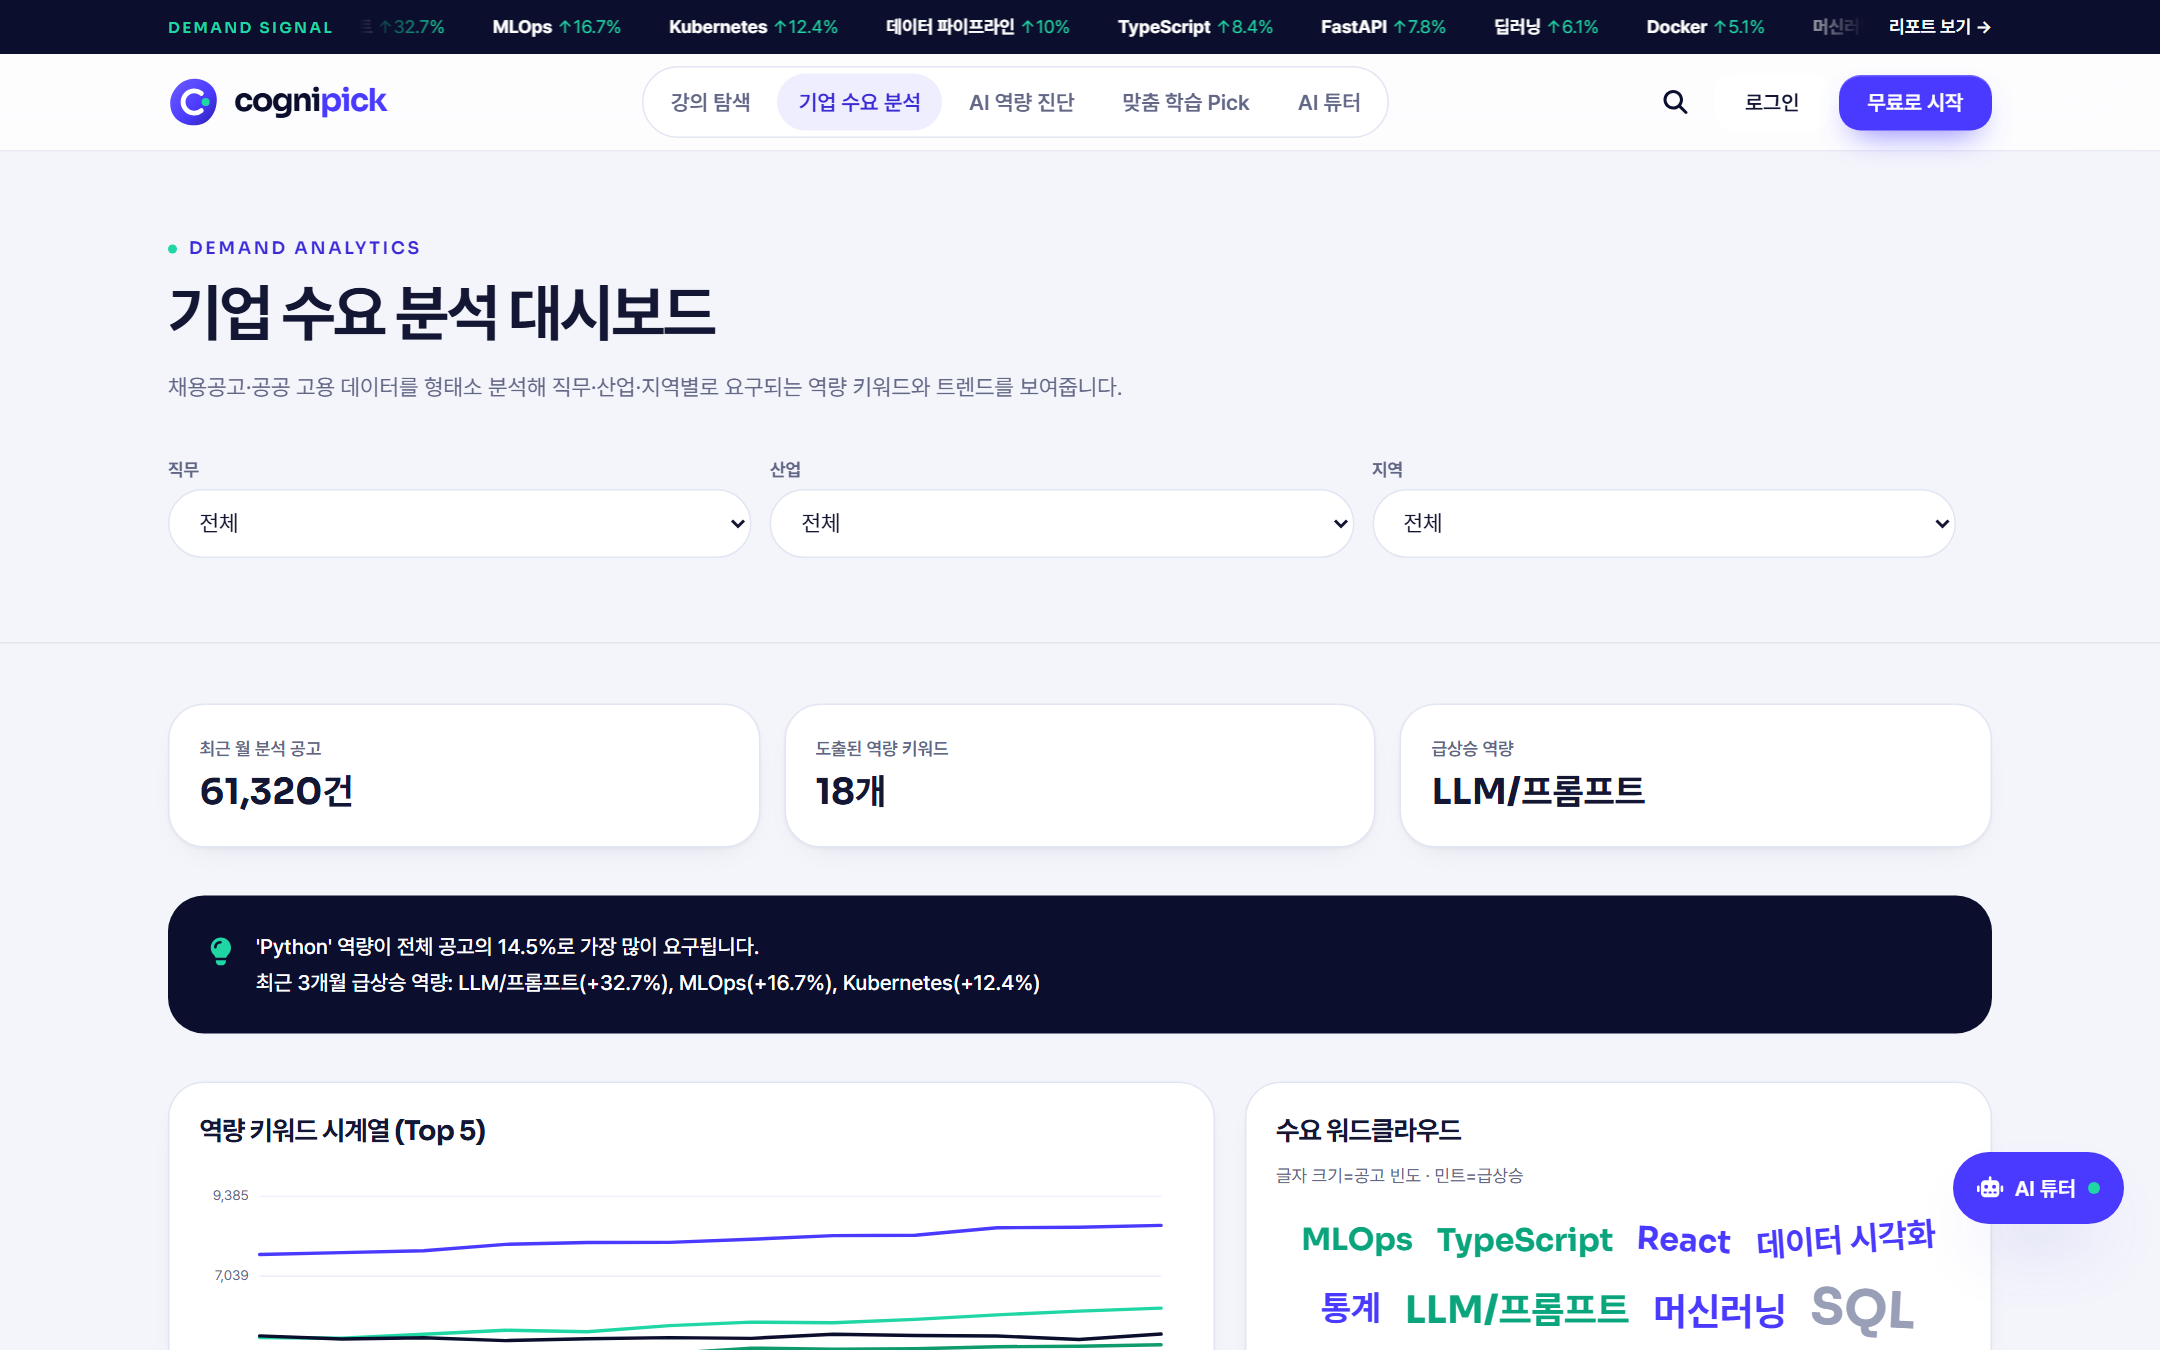 DEMAND SIGNAL ↑32.7% MLOps ↑16.7% Kubernetes ↑12.4% 데이터 파이프라인 ↑10% TypeScript ↑8.4% FastAPI ↑7.8% 딥러닝 ↑6.1% Docker ↑5.1% 머신러 리포트 보기 →
cognipick 강의 탐색 기업 수요 분석 AI 역량 진단 맞춤 학습 Pick AI 튜터 로그인 무료로 시작
DEMAND ANALYTICS
기업 수요 분석 대시보드
채용공고·공공 고용 데이터를 형태소 분석해 직무·산업·지역별로 요구되는 역량 키워드와 트렌드를 보여줍니다.
직무 산업 지역
전체 전체 전체
최근 월 분석 공고 도출된 역량 키워드 급상승 역량
61,320건 18개 LLM/프롬프트
'Python' 역량이 전체 공고의 14.5%로 가장 많이 요구됩니다.
최근 3개월 급상승 역량: LLM/프롬프트(+32.7%), MLOps(+16.7%), Kubernetes(+12.4%)
역량 키워드 시계열 (Top 5)
9,385
7,039
수요 워드클라우드
글자 크기=공고 빈도 · 민트=급상승
MLOps TypeScript React 데이터 시각화
통계 LLM/프롬프트 머신러닝 SQL
AI 튜터